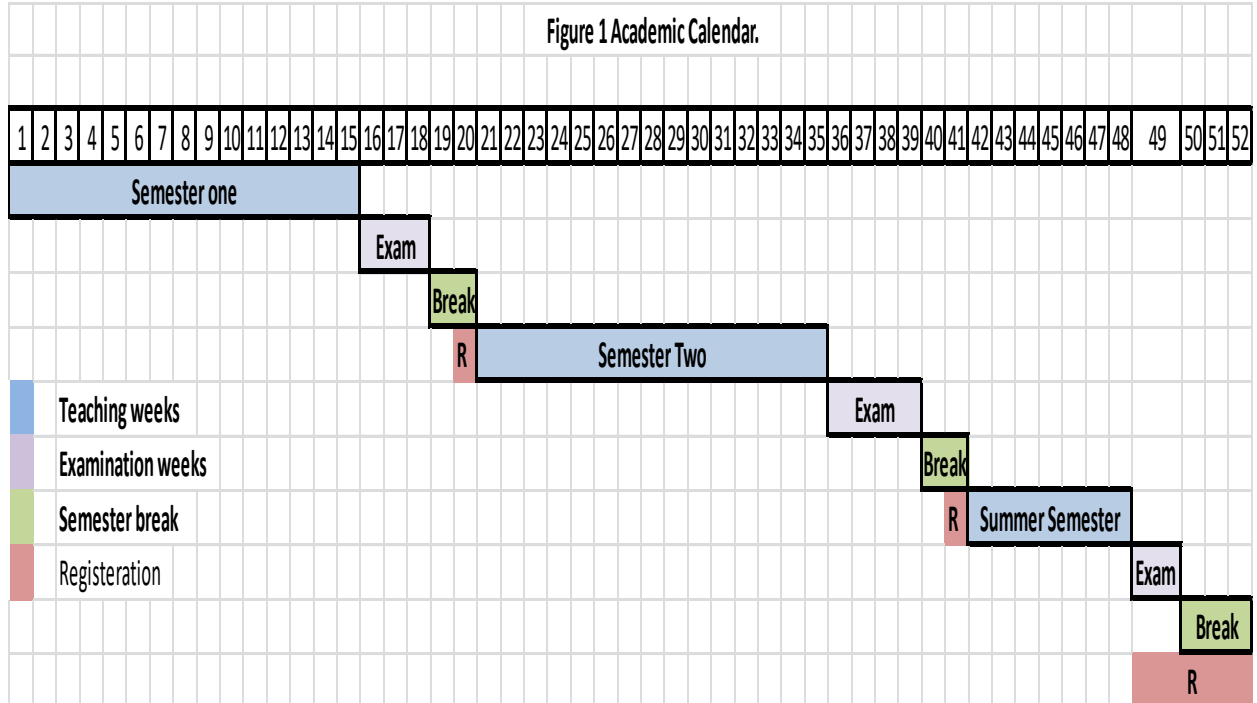 Figure 1 Academic Calendar.
1 2 3 4 5 6 7 8 9 10 11 12 13 14 15 16 17 18 19 20 21 22 23 24 25 26 27 28 29 30 31 32 33 34 35 36 37 38 39 40 41 42 43 44 45 46 47 48 49 50 51 52
Semester one
Exam
Break
R Semester Two
Teaching weeks Exam
Examination weeks Break
Semester break R Summer Semester
Registeration Exam
Break
R